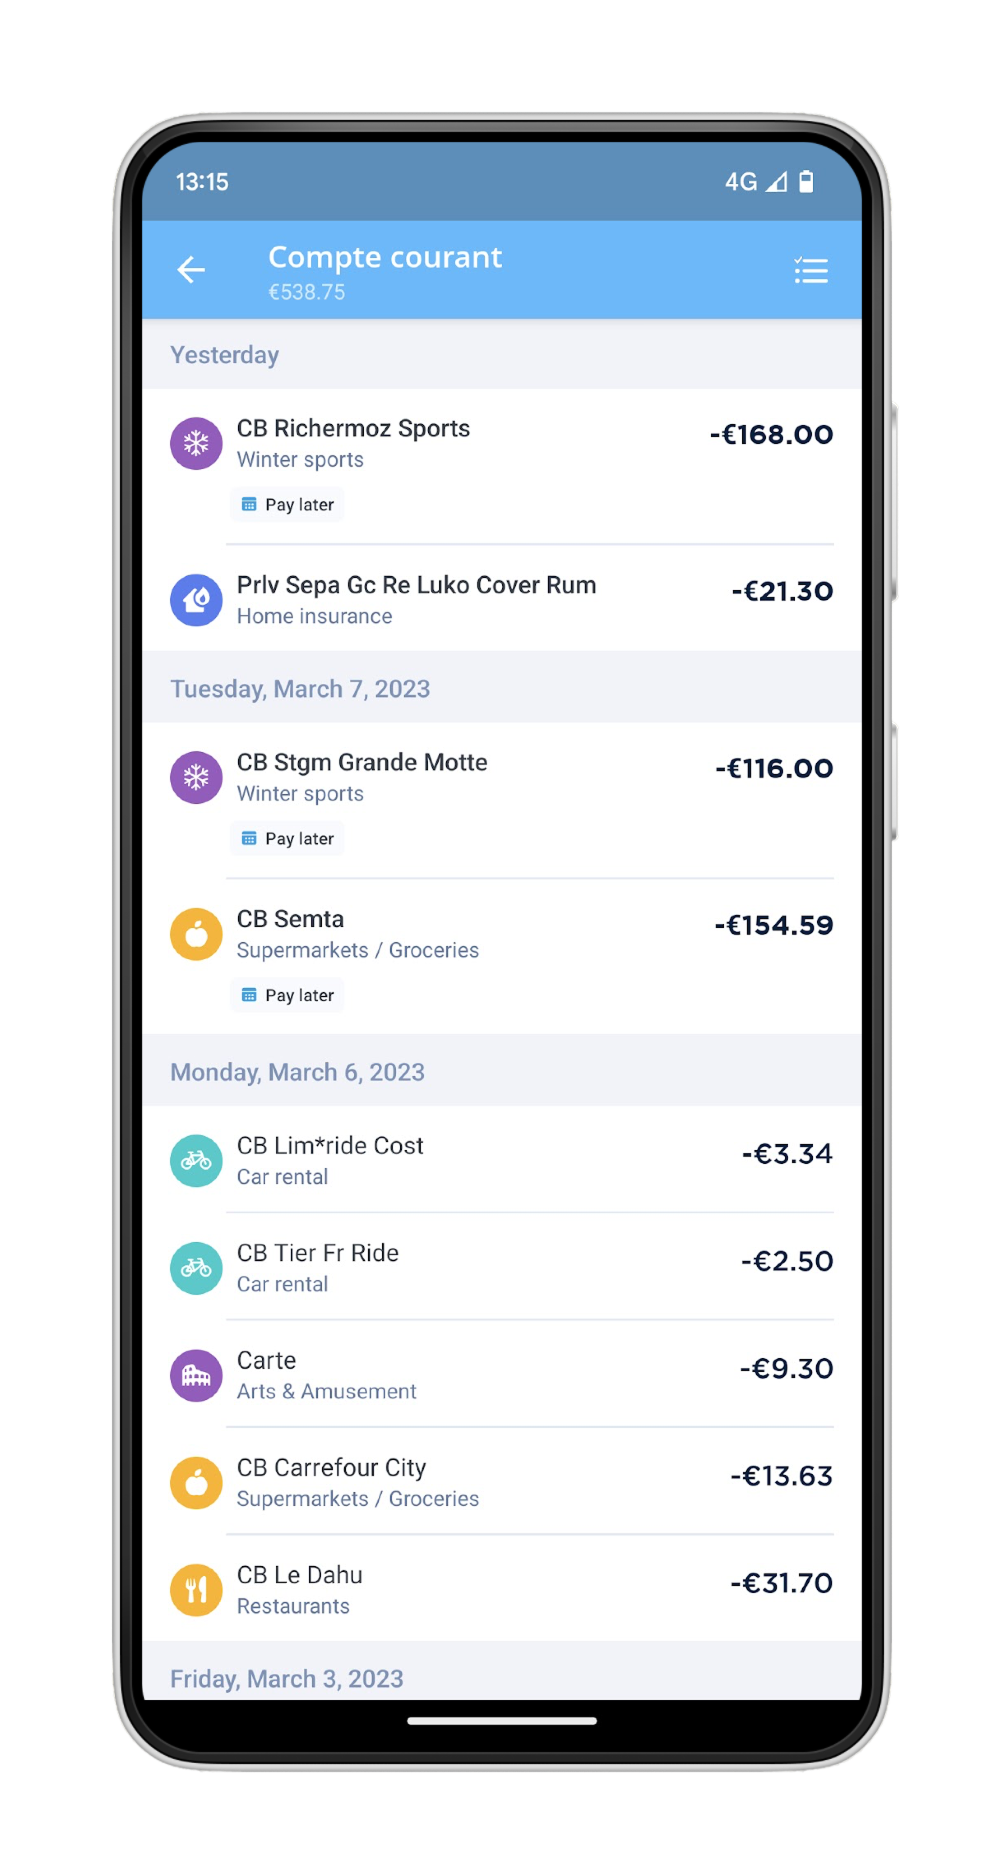 13:15
4G
Compte courant
€538.75
Yesterday
CB Richermoz Sports
-€168.00
Winter sports
Pay later
Prlv Sepa Gc Re Luko Cover Rum
-€21.30
Home insurance
Tuesday, March 7, 2023
CB Stgm Grande Motte
-€116.00
Winter sports
Pay later
CB Semta
-€154.59
Supermarkets / Groceries
Pay later
Monday, March 6, 2023
CB Lim*ride Cost
-€3.34
Car rental
CB Tier Fr Ride
-€2.50
Car rental
Carte
-€9.30
Arts & Amusement
CB Carrefour City
-€13.63
Supermarkets / Groceries
CB Le Dahu
-€31.70
Restaurants
Friday, March 3, 2023